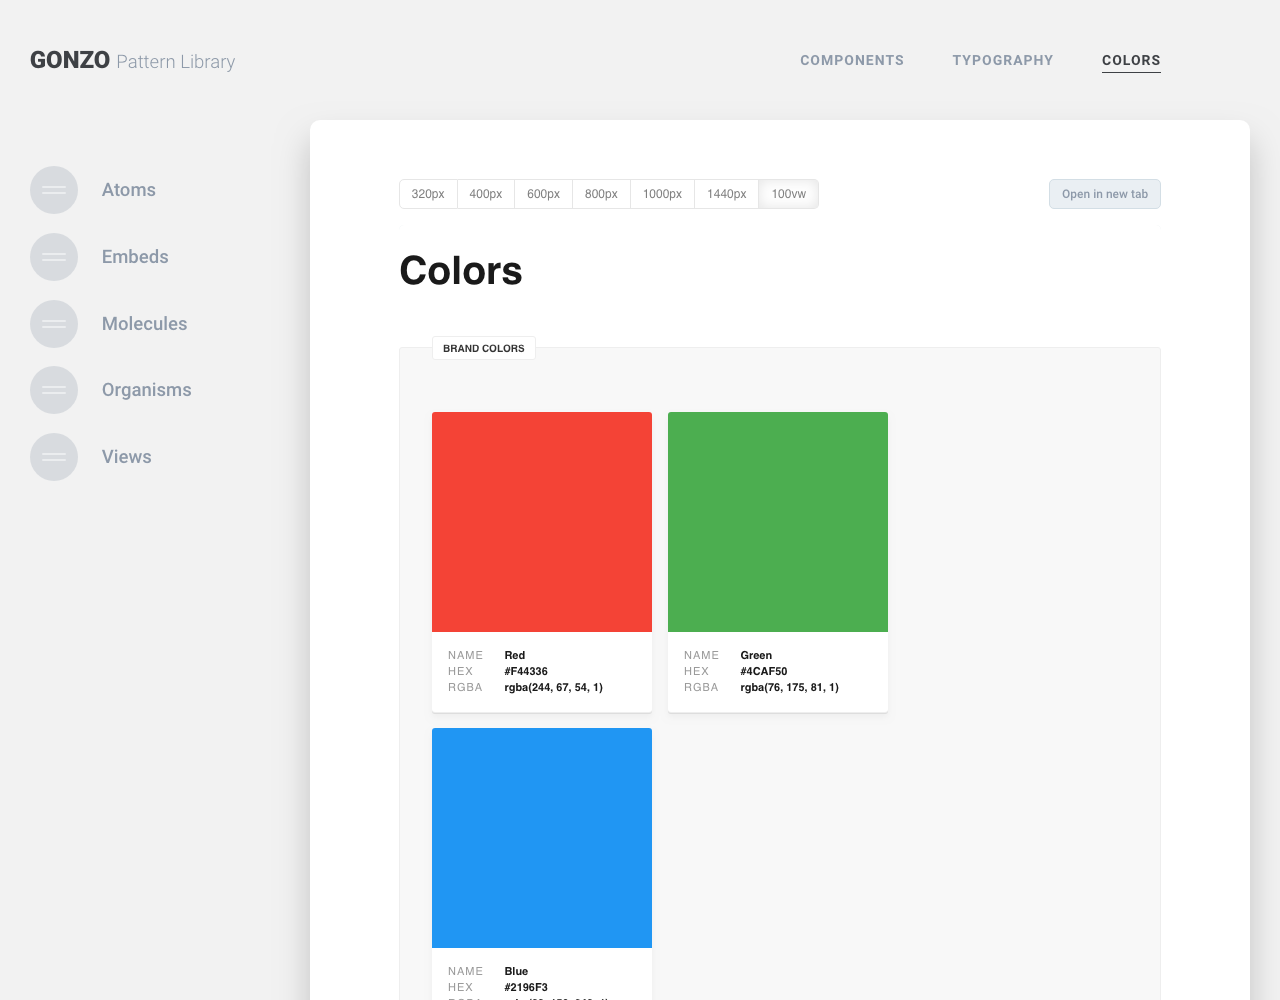 GONZO Pattern Library
COMPONENTS TYPOGRAPHY COLORS
Atoms
Embeds
Molecules
Organisms
Views
320px 400px 600px 800px 1000px 1440px 100vw
Open in new tab
Colors
BRAND COLORS
NAME Red
HEX #F44336
RGBA rgba(244, 67, 54, 1)
NAME Green
HEX #4CAF50
RGBA rgba(76, 175, 81, 1)
NAME Blue
HEX #2196F3